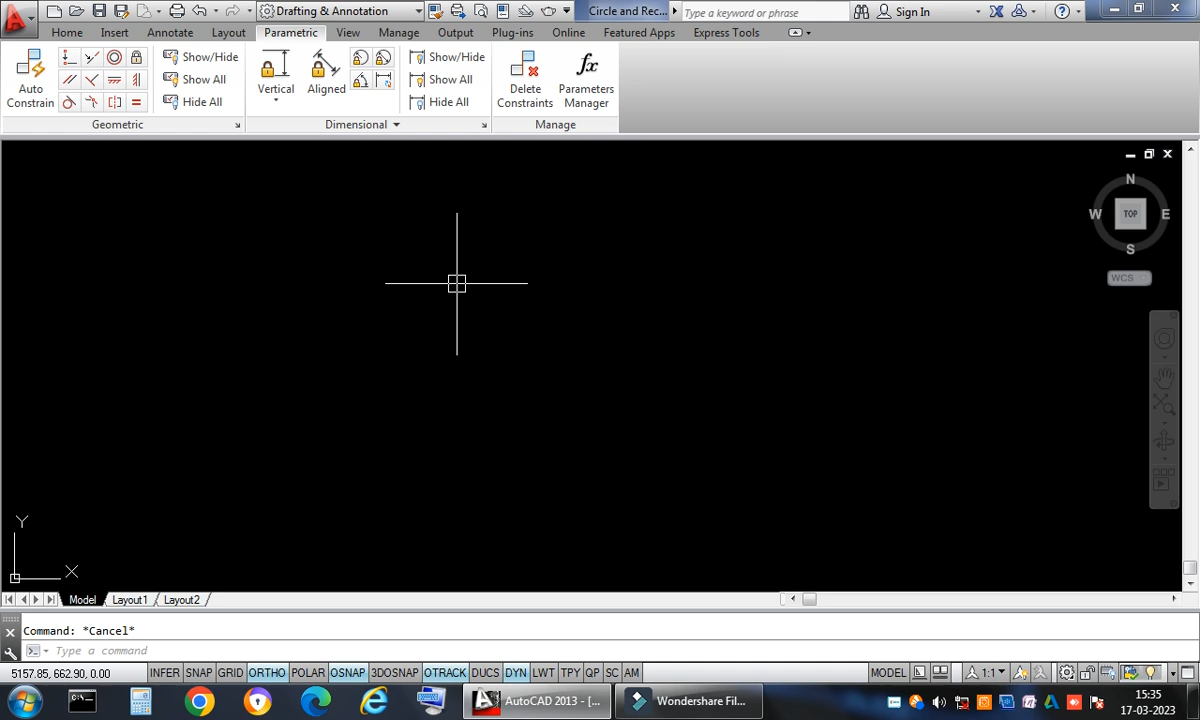 Drafting & Annotation
Circle and Rec...
Type a keyword or phrase
Sign In
Home Insert Annotate Layout Parametric View Manage Output Plug-ins Online Featured Apps Express Tools
Auto Constrain
Show/Hide
Show All
Hide All
Geometric
Vertical
Aligned
Show/Hide
Show All
Hide All
Dimensional
Delete Constraints
fx
Parameters Manager
Manage
N
W
TOP
E
S
WCS
Y
X
Model Layout1 Layout2
Command: *Cancel*
Type a command
5157.85, 662.90, 0.00
INFER SNAP GRID ORTHO POLAR OSNAP 3DOSNAP OTRACK DUCS DYN LWT TPY QP SC AM
MODEL
1:1
AutoCAD 2013 - [...
Wondershare Fil...
15:35
17-03-2023